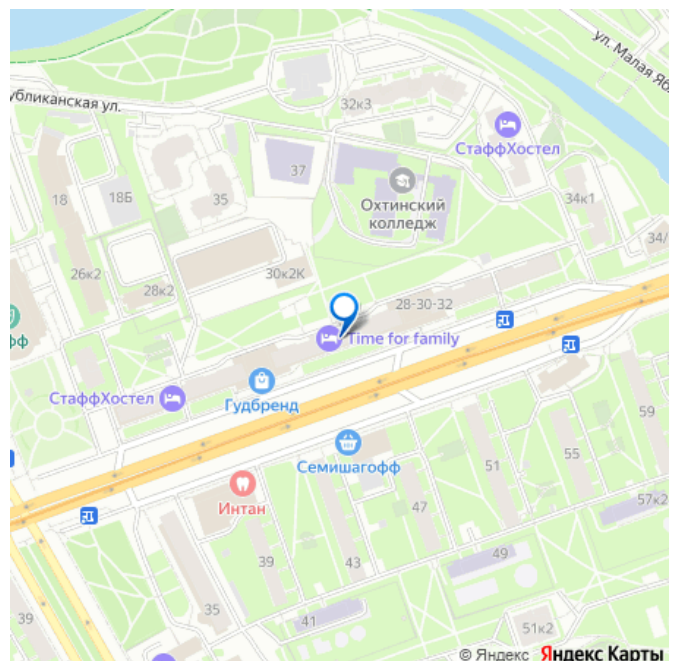 ул. Малая Ябл
убликанская ул.
32к3
СтаффХостел
37
18
18Б
35
Охтинский
колледж
34к1
34/
26к2
30к2К
28к2
28-30-32
фф
Time for family
СтаффХостел
Гудбренд
59
Семишагофф
51
55
Интан
47
57к2
39
43
49
35
41
39
51к2
© Яндекс Яндекс Карты